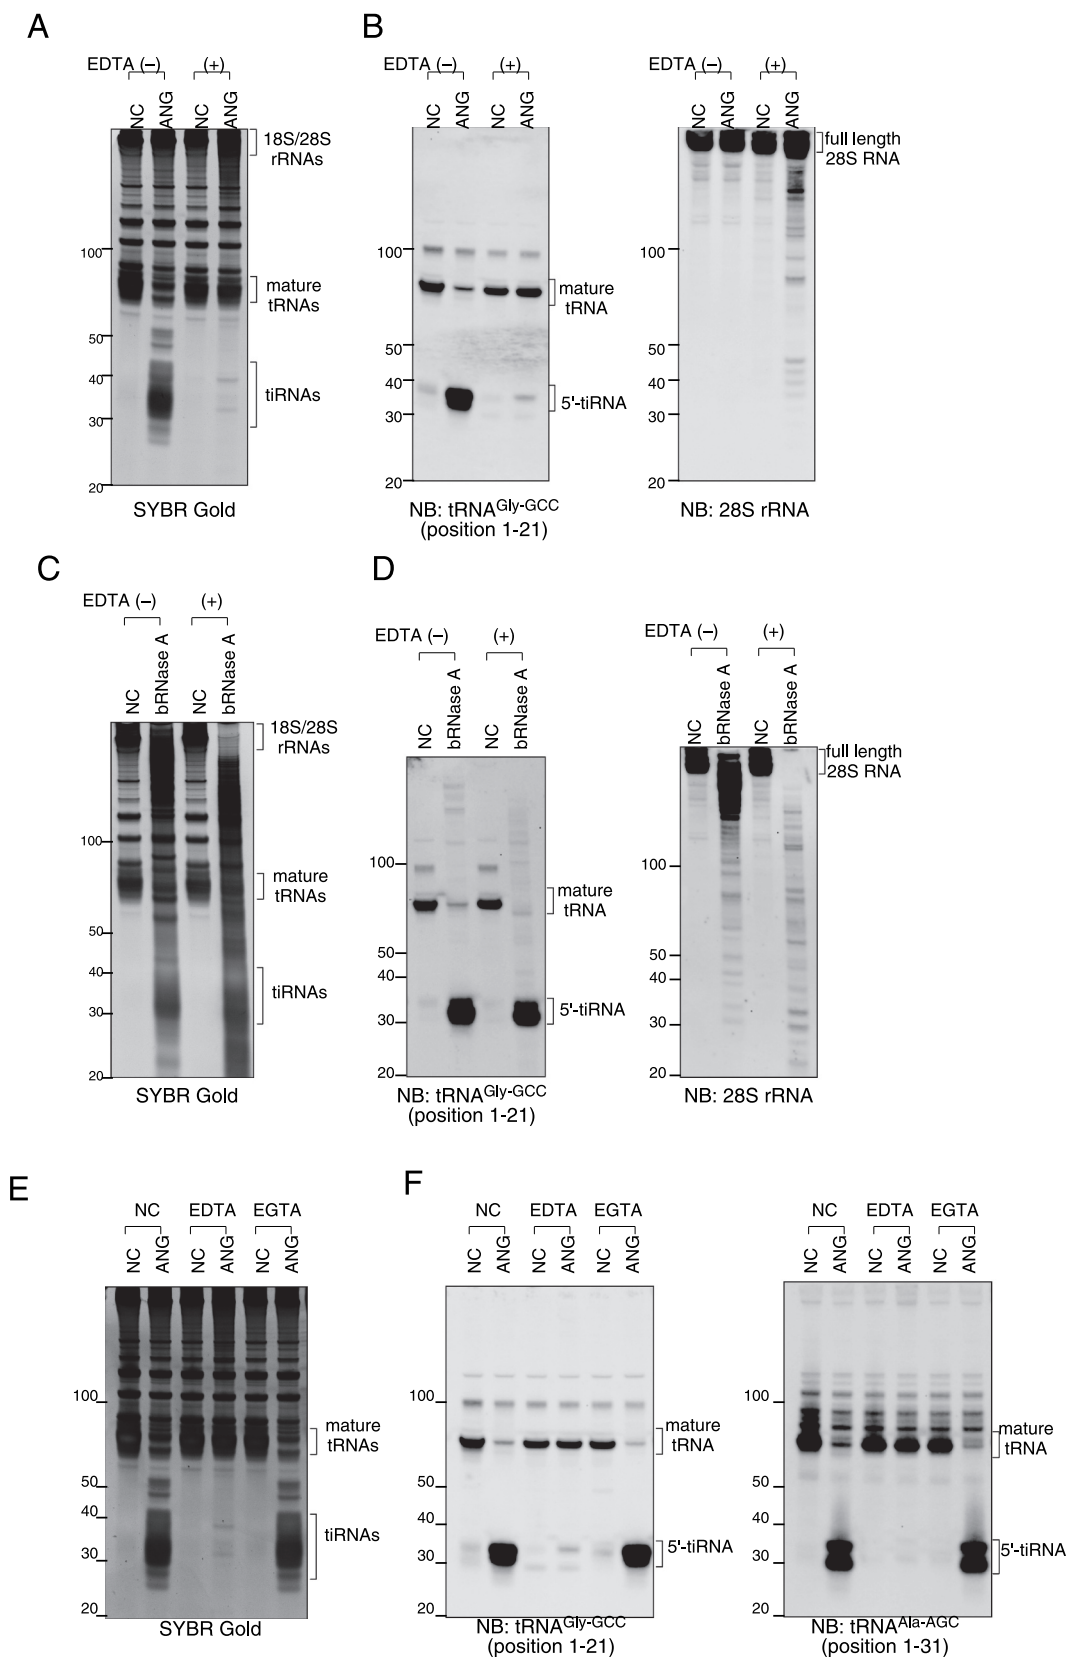 A
EDTA (–) (+)
NC ANG NC ANG
18S/28S
rRNAs
100
mature
tRNAs
50
40
tiRNAs
30
20
SYBR Gold
B
EDTA (–) (+)
NC ANG NC ANG
100
mature
tRNA
50
40
5'-tiRNA
30
20
NB: tRNAGly-GCC
(position 1-21)
EDTA (–) (+)
NC ANG NC ANG
full length
28S RNA
100
50
40
30
20
NB: 28S rRNA
C
EDTA (–) (+)
NC bRNase A NC bRNase A
18S/28S
rRNAs
100
mature
tRNAs
50
40
tiRNAs
30
20
SYBR Gold
D
EDTA (–) (+)
NC bRNase A NC bRNase A
100
mature
tRNA
50
40
5'-tiRNA
30
20
NB: tRNAGly-GCC
(position 1-21)
EDTA (–) (+)
NC bRNase A NC bRNase A
full length
28S RNA
100
50
40
30
20
NB: 28S rRNA
E
NC EDTA EGTA
NC ANG NC ANG NC ANG
100
mature
tRNAs
50
40
tiRNAs
30
20
SYBR Gold
F
NC EDTA EGTA
NC ANG NC ANG NC ANG
100
mature
tRNA
50
40
5'-tiRNA
30
20
NB: tRNAGly-GCC
(position 1-21)
NC EDTA EGTA
NC ANG NC ANG NC ANG
100
mature
tRNA
50
40
5'-tiRNA
30
20
NB: tRNAAla-AGC
(position 1-31)